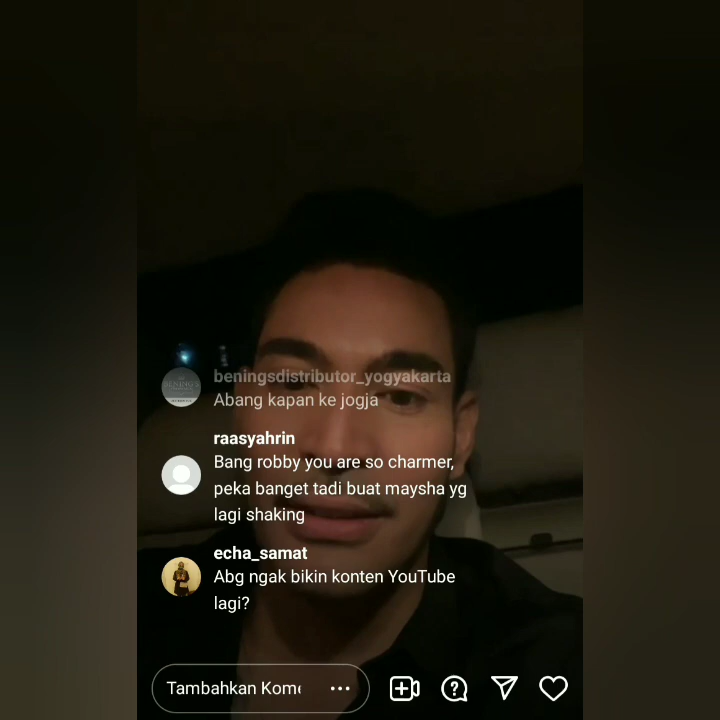 beningsdistributor_yogyakarta
Abang kapan ke jogja
raasyahrin
Bang robby you are so charmer,
peka banget tadi buat maysha yg
lagi shaking
echa_samat
Abg ngak bikin konten YouTube
lagi?
Tambahkan Kome